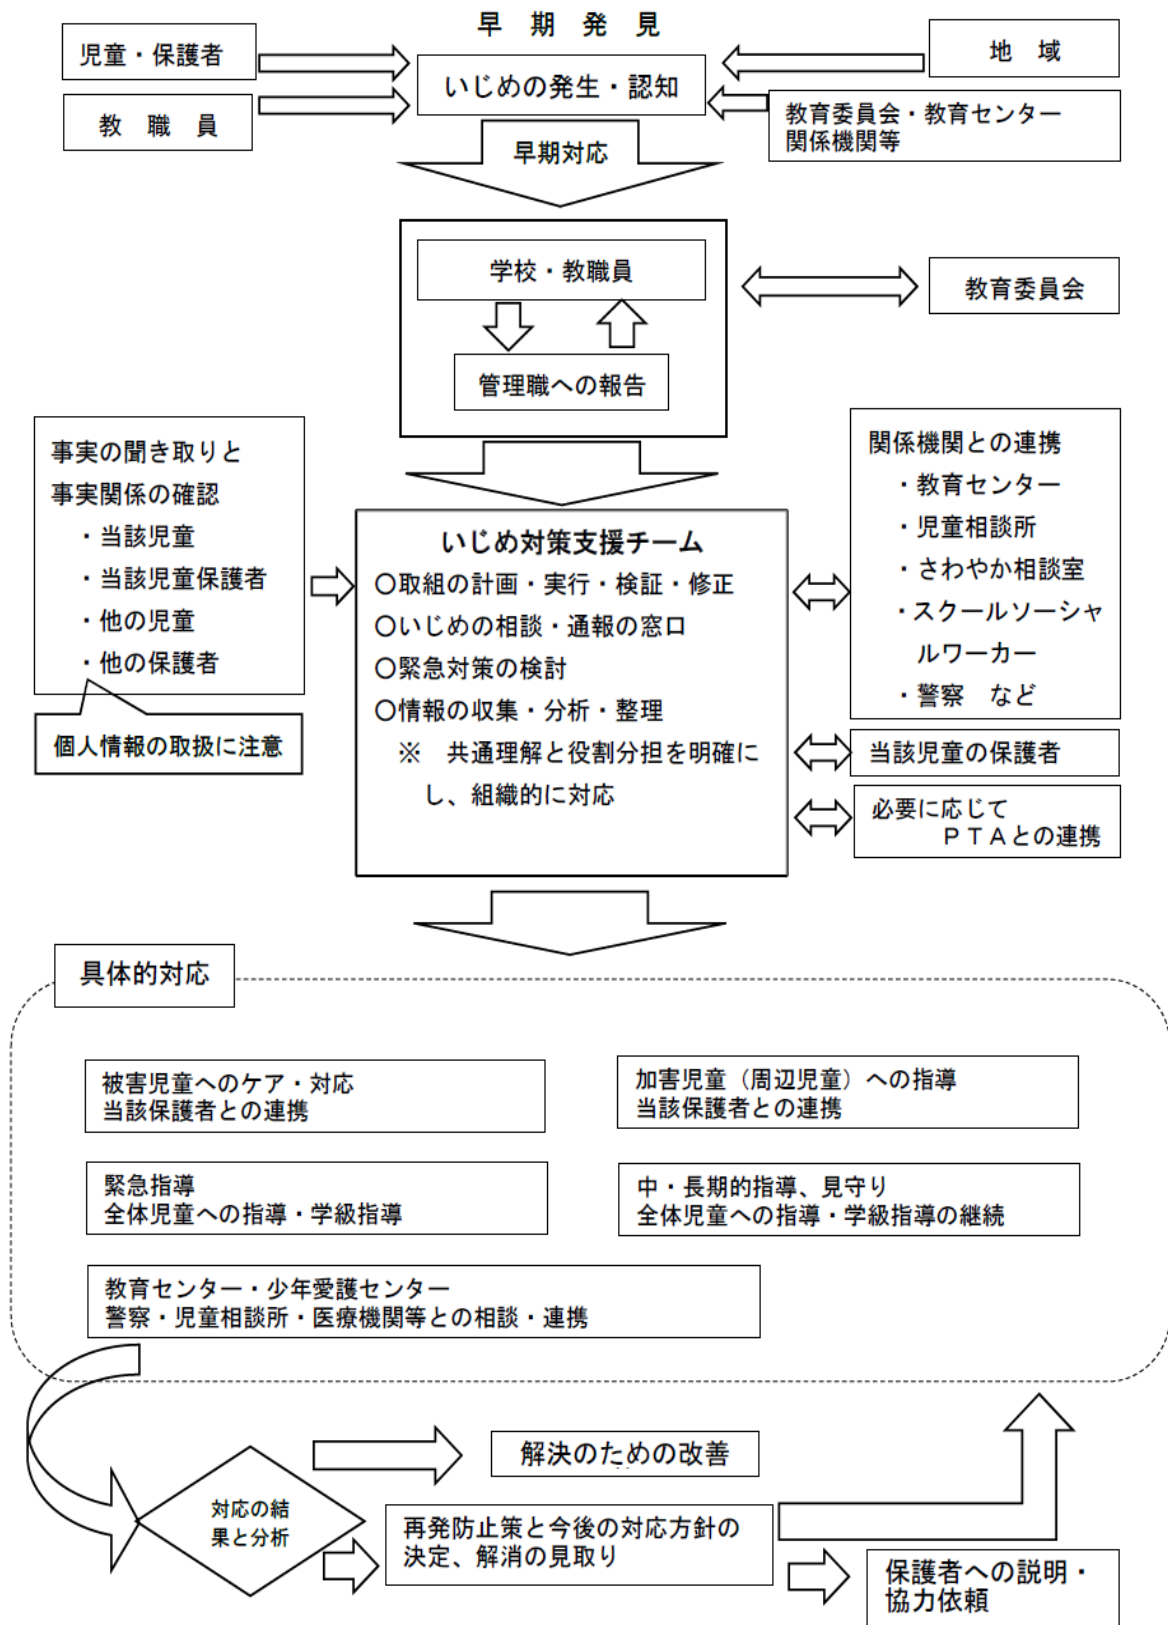 早 期 発 見
児童・保護者
いじめの発生・認知
地 域
教 職 員
教育委員会・教育センター
関係機関等
早期対応
学校・教職員
教育委員会
管理職への報告
事実の聞き取りと
事実関係の確認
・当該児童
・当該児童保護者
・他の児童
・他の保護者
個人情報の取扱に注意
いじめ対策支援チーム
○取組の計画・実行・検証・修正
○いじめの相談・通報の窓口
○緊急対策の検討
○情報の収集・分析・整理
※ 共通理解と役割分担を明確に
し、組織的に対応
関係機関との連携
・教育センター
・児童相談所
・さわやか相談室
・スクールソーシャ
ルワーカー
・警察 など
当該児童の保護者
必要に応じて
PTAとの連携
具体的対応
被害児童へのケア・対応
当該保護者との連携
加害児童(周辺児童)への指導
当該保護者との連携
緊急指導
全体児童への指導・学級指導
中・長期的指導、見守り
全体児童への指導・学級指導の継続
教育センター・少年愛護センター
警察・児童相談所・医療機関等との相談・連携
対応の結
果と分析
解決のための改善
再発防止策と今後の対応方針の
決定、解消の見取り
保護者への説明・
協力依頼